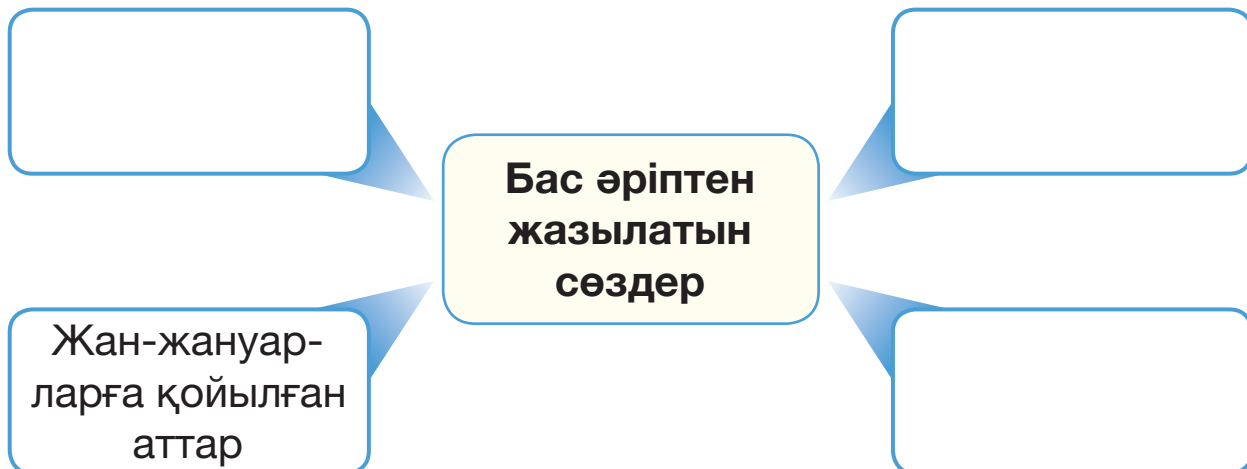 Бас әріптен
жазылатын
сөздер
Жан-жануар-
ларға қойылған
аттар